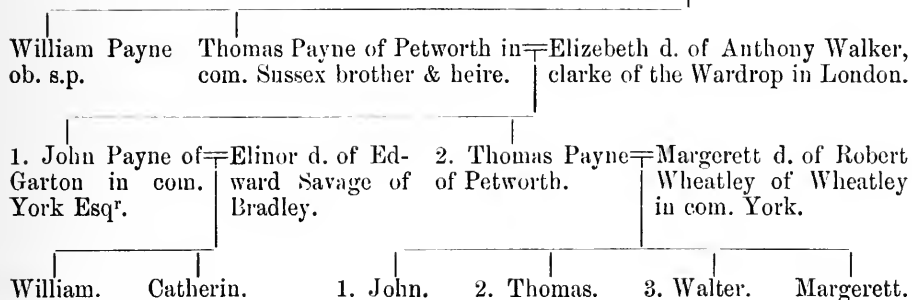 William Payne
ob. s.p.
Thomas Payne of Petworth in
com. Sussex brother & heire.
Elizebeth d. of Anthony Walker,
clarke of the Wardrop in London.
1. John Payne of
Garton in com.
York Esqr.
Elinor d. of Ed-
ward Savage of
Bradley.
2. Thomas Payne
of Petworth.
Margerett d. of Robert
Wheatley of Wheatley
in com. York.
William. Catherin. 1. John. 2. Thomas. 3. Walter. Margerett.